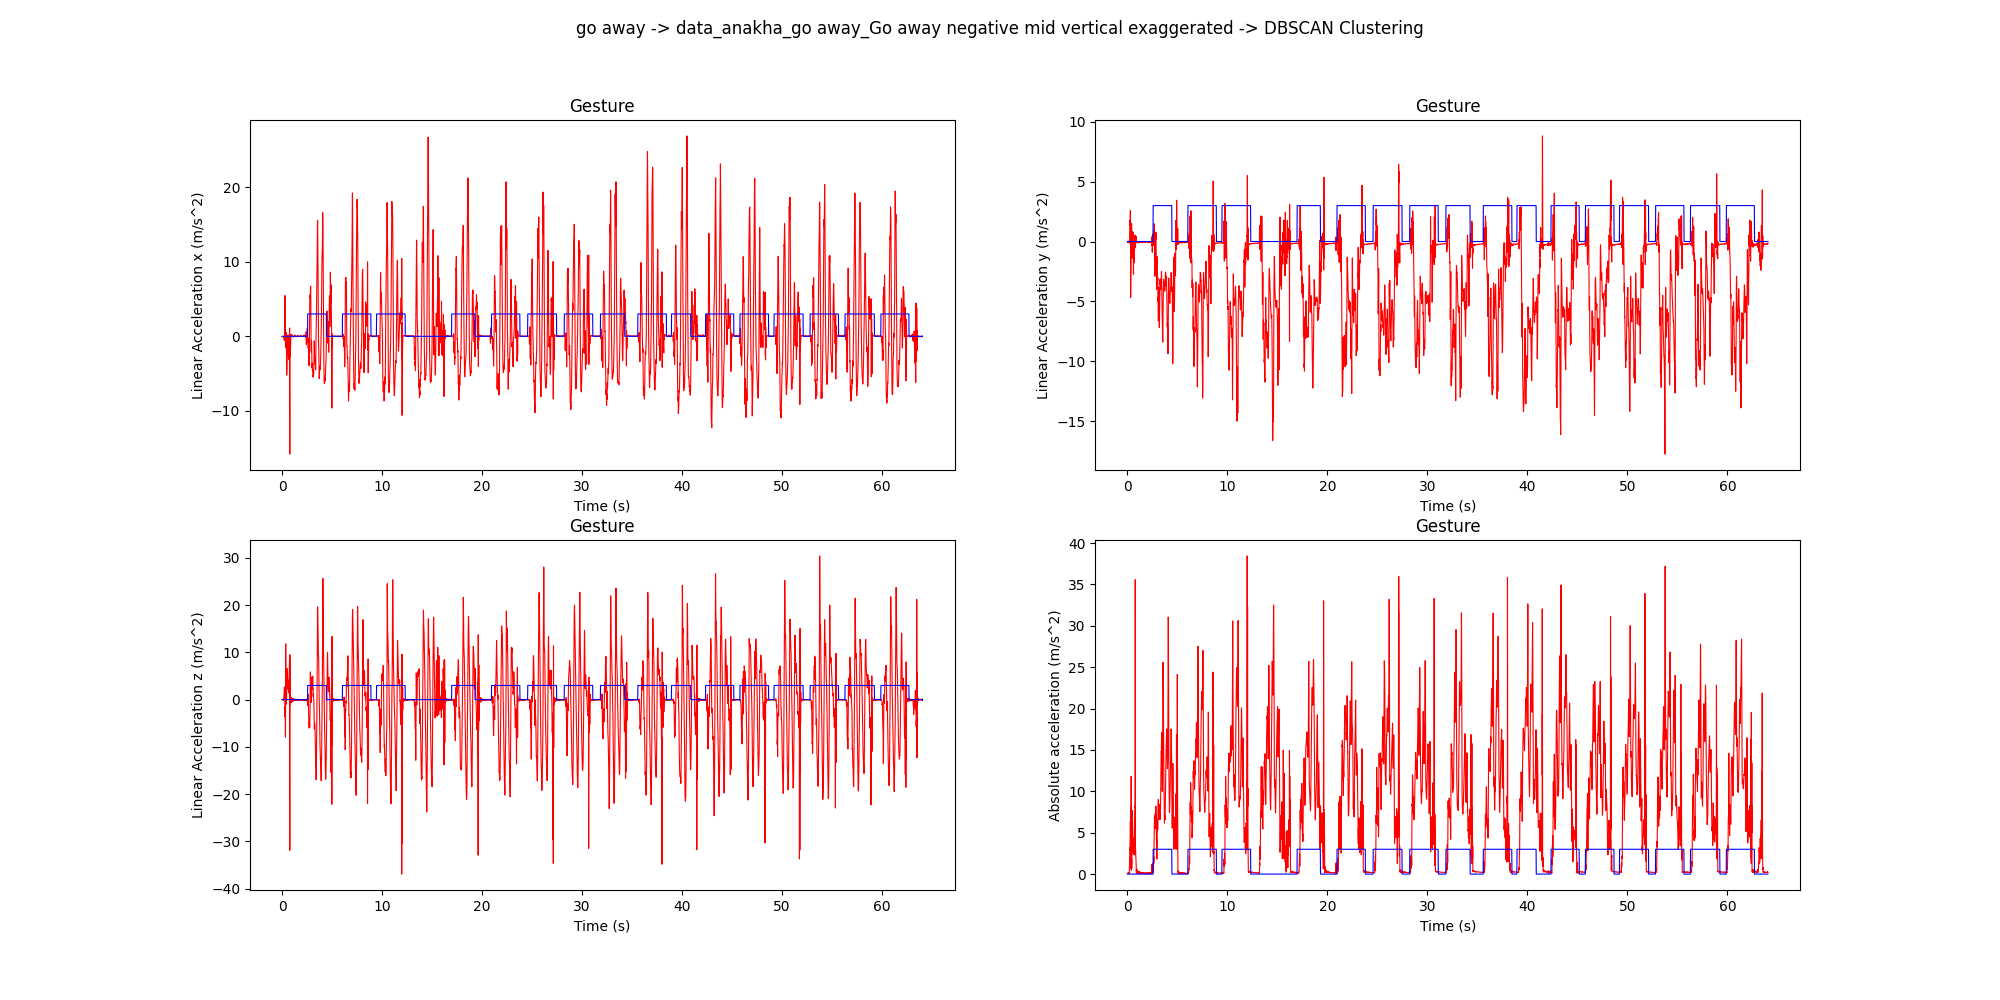 go away -> data_anakha_go away_Go away negative mid vertical exaggerated -> DBSCAN Clustering
Gesture
Linear Acceleration x (m/s^2)
20
10
0
−10
0 10 20 30 40 50 60
Time (s)
Gesture
Linear Acceleration y (m/s^2)
10
5
0
−5
−10
−15
0 10 20 30 40 50 60
Time (s)
Gesture
Linear Acceleration z (m/s^2)
30
20
10
0
−10
−20
−30
−40
0 10 20 30 40 50 60
Time (s)
Gesture
Absolute acceleration (m/s^2)
40
35
30
25
20
15
10
5
0
0 10 20 30 40 50 60
Time (s)